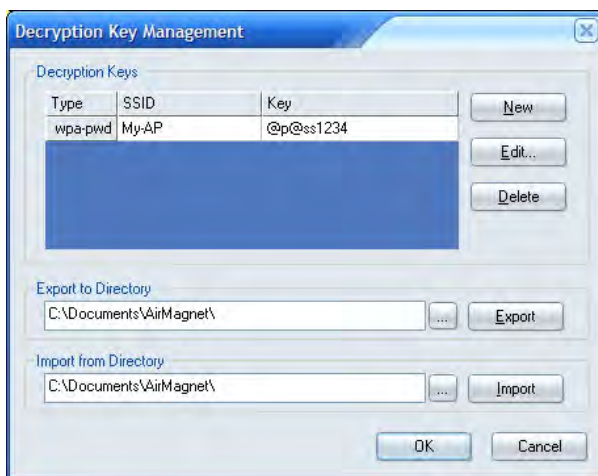 Decryption Key Management
Decryption Keys
Type SSID Key
wpa-pwd My-AP @p@ss1234
New
Edit...
Delete
Export to Directory
C:\Documents\AirMagnet\ ... Export
Import from Directory
C:\Documents\AirMagnet\ ... Import
OK Cancel